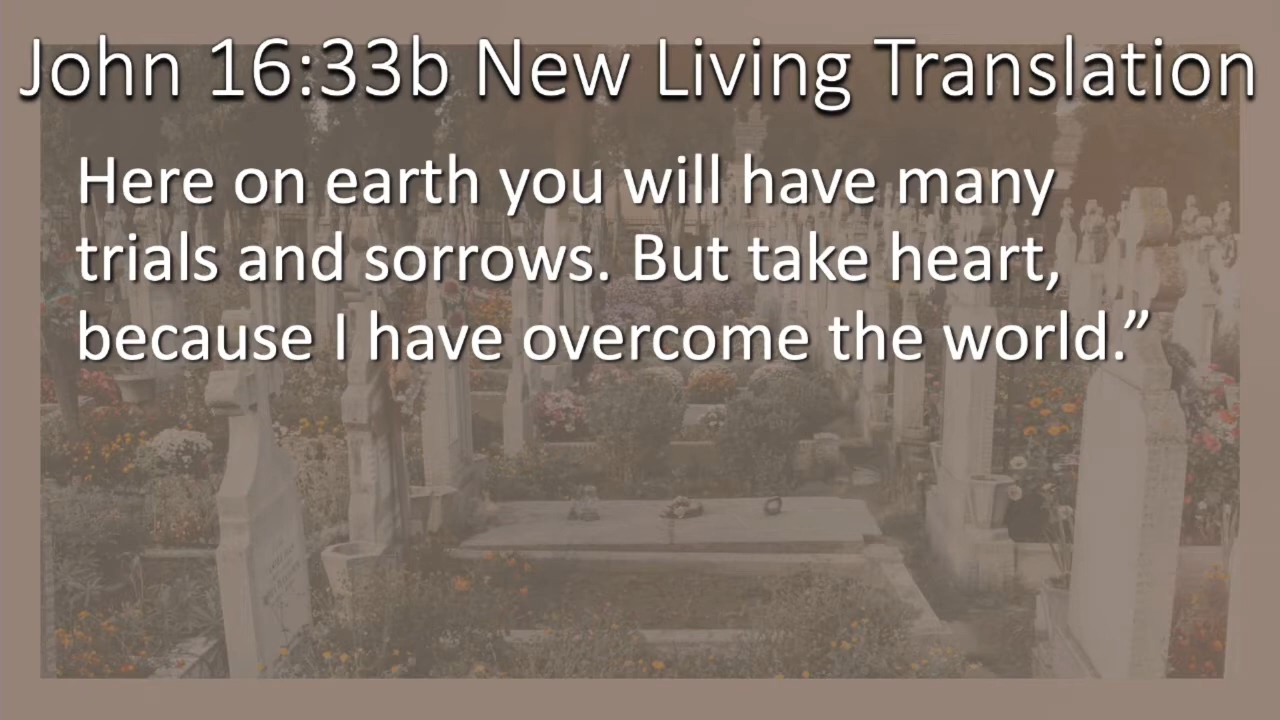 John 16:33b New Living Translation
Here on earth you will have many
trials and sorrows. But take heart,
because I have overcome the world.”